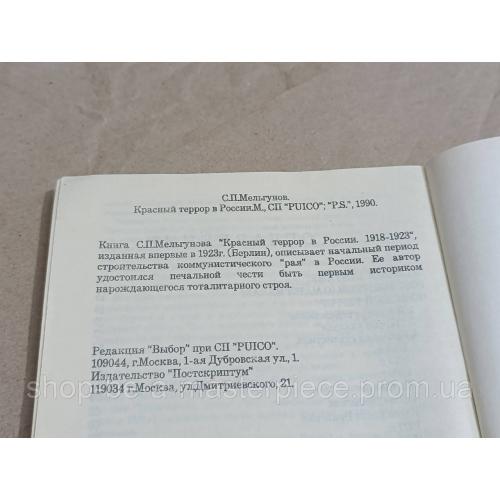 С.П.Мельгунов.
Красный террор в России.М., СП "PUICO"; "P.S.", 1990.
Книга С.П.Мельгунова "Красный террор в России. 1918-1923",
изданная впервые в 1923г. (Берлин), описывает начальный период
строительства коммунистического "рая" в России. Ее автор
удостоился печальной чести быть первым историком
нарождающегося тоталитарного строя.
Редакция "Выбор" при СП "PUICO".
109044, г.Москва, 1-ая Дубровская ул., 1.
Издательство "Постскриптум"
119034 г.Москва, ул.Дмитриевского, 21.